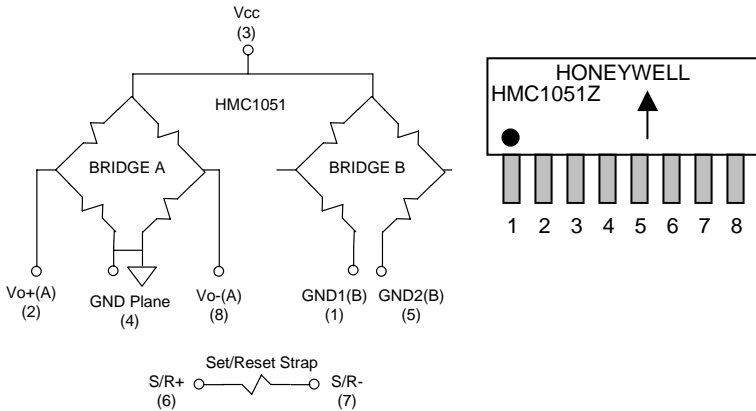 Vcc
(3)
HMC1051
BRIDGE A
BRIDGE B
Vo+(A)
(2)
GND Plane
(4)
Vo-(A)
(8)
GND1(B)
(1)
GND2(B)
(5)
Set/Reset Strap
S/R+
(6)
S/R-
(7)
HONEYWELL
HMC1051Z
1 2 3 4 5 6 7 8